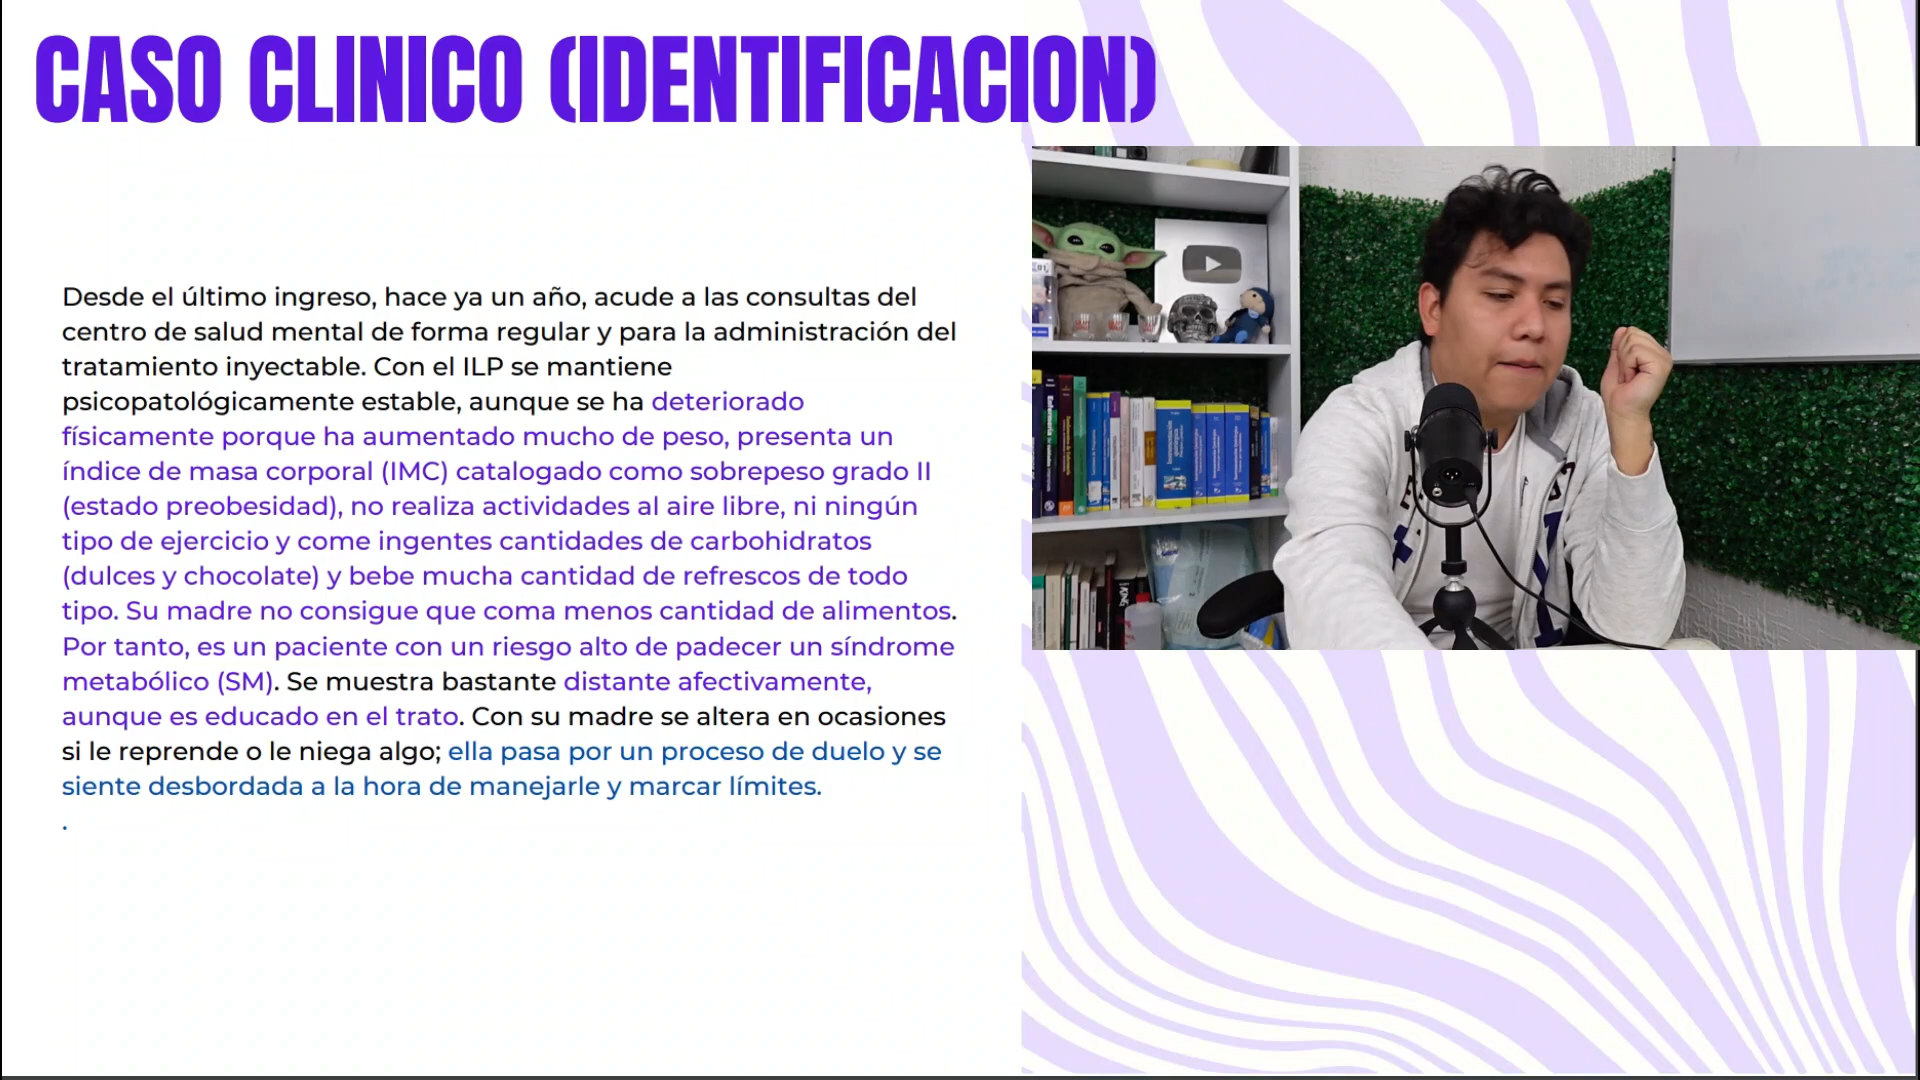 CASO CLINICO (IDENTIFICACION)
Desde el último ingreso, hace ya un año, acude a las consultas del
centro de salud mental de forma regular y para la administración del
tratamiento inyectable. Con el ILP se mantiene
psicopatológicamente estable, aunque se ha deteriorado
físicamente porque ha aumentado mucho de peso, presenta un
índice de masa corporal (IMC) catalogado como sobrepeso grado II
(estado preobesidad), no realiza actividades al aire libre, ni ningún
tipo de ejercicio y come ingentes cantidades de carbohidratos
(dulces y chocolate) y bebe mucha cantidad de refrescos de todo
tipo. Su madre no consigue que coma menos cantidad de alimentos.
Por tanto, es un paciente con un riesgo alto de padecer un síndrome
metabólico (SM). Se muestra bastante distante afectivamente,
aunque es educado en el trato. Con su madre se altera en ocasiones
si le reprende o le niega algo; ella pasa por un proceso de duelo y se
siente desbordada a la hora de manejarle y marcar límites.
.